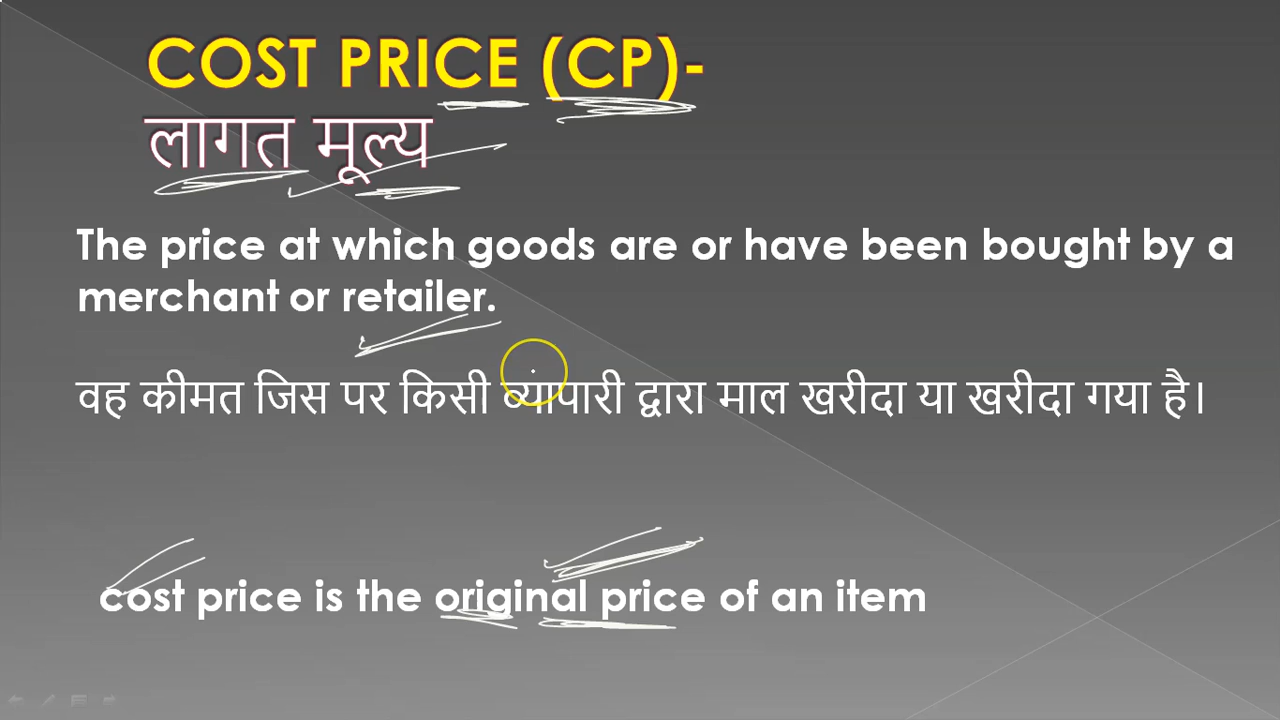 COST PRICE (CP)-
लागत मूल्य
The price at which goods are or have been bought by a
merchant or retailer.
वह कीमत जिस पर किसी व्यापारी द्वारा माल खरीदा या खरीदा गया है।
cost price is the original price of an item